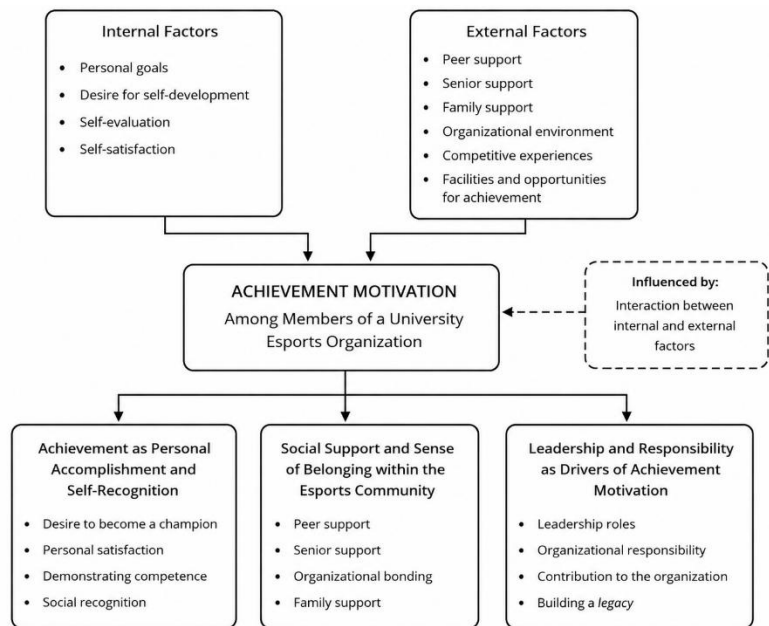 Internal Factors
• Personal goals
• Desire for self-development
• Self-evaluation
• Self-satisfaction
External Factors
• Peer support
• Senior support
• Family support
• Organizational environment
• Competitive experiences
• Facilities and opportunities
for achievement
ACHIEVEMENT MOTIVATION
Among Members of a University
Esports Organization
Influenced by:
Interaction between
internal and external
factors
Achievement as Personal
Accomplishment and
Self-Recognition
• Desire to become a champion
• Personal satisfaction
• Demonstrating competence
• Social recognition
Social Support and Sense
of Belonging within the
Esports Community
• Peer support
• Senior support
• Organizational bonding
• Family support
Leadership and Responsibility
as Drivers of Achievement
Motivation
• Leadership roles
• Organizational responsibility
• Contribution to the organization
• Building a legacy